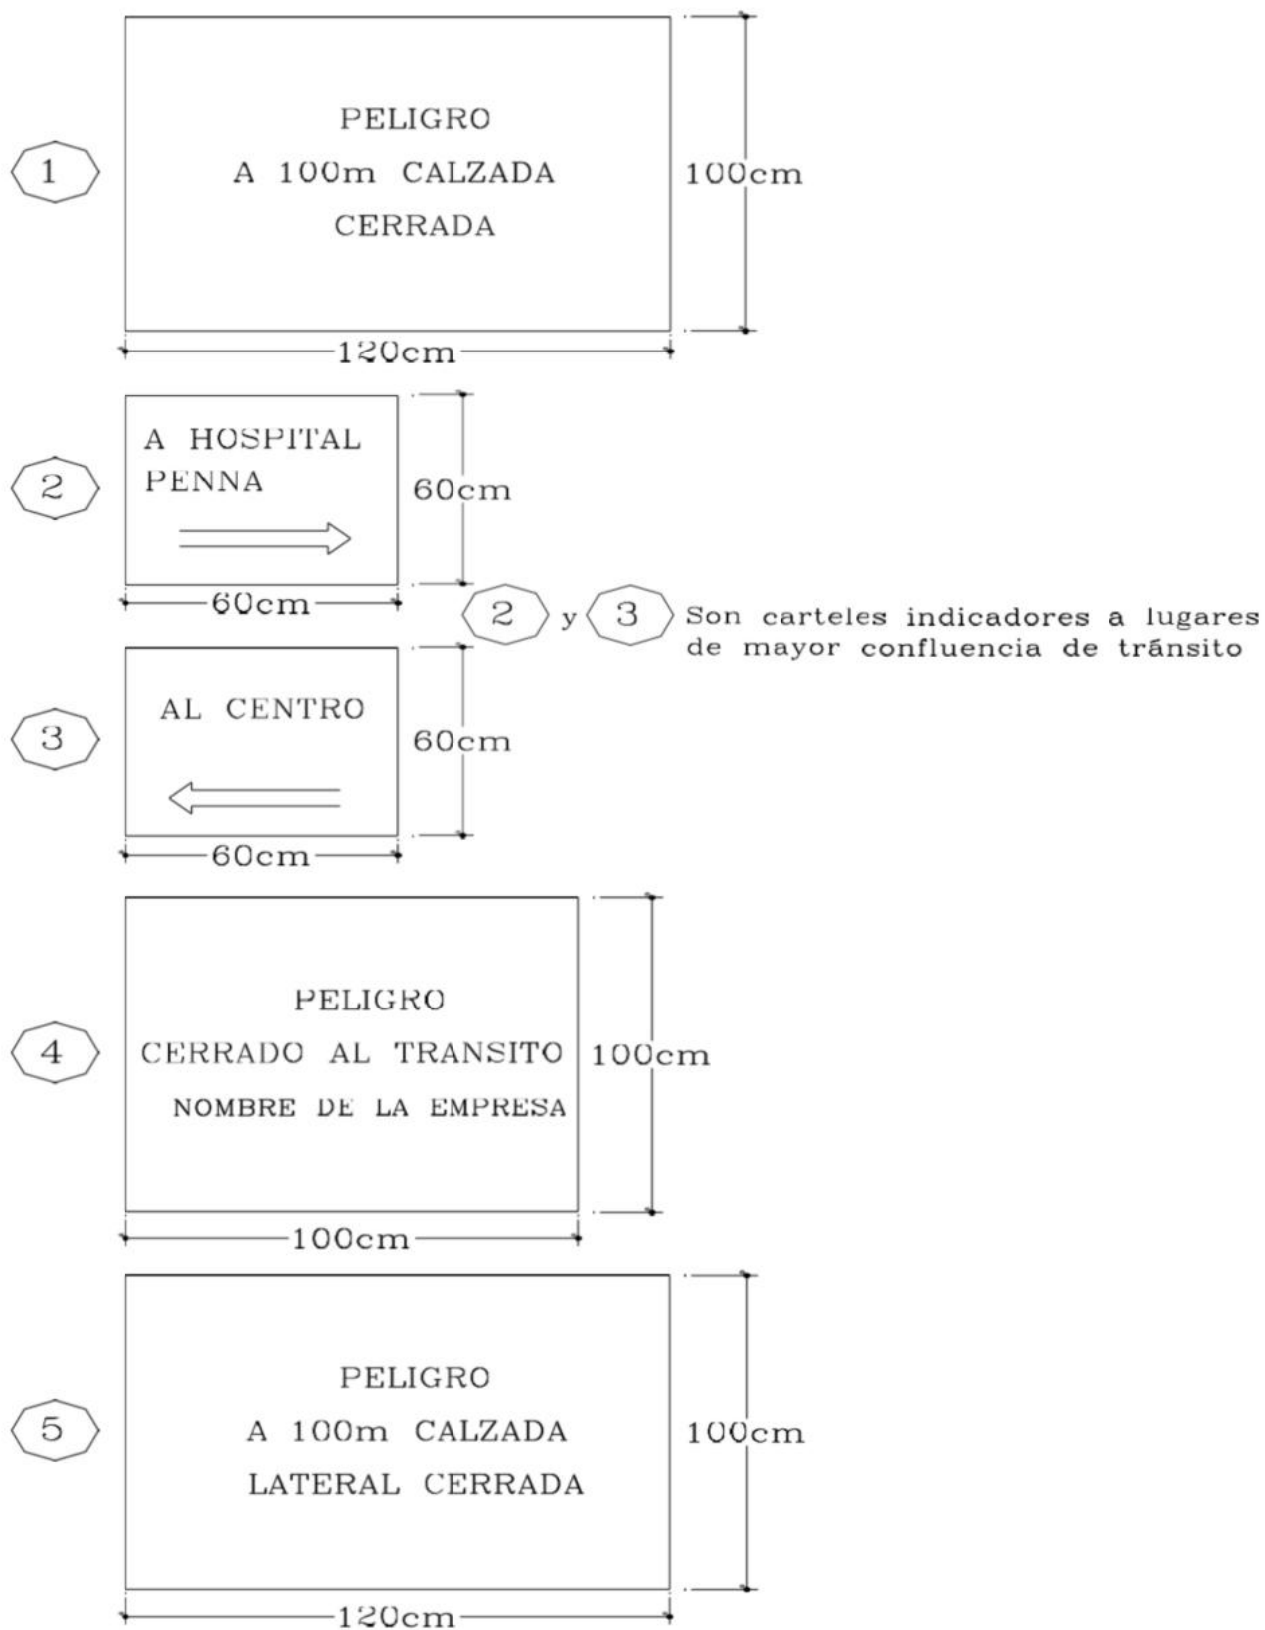 1
PELIGRO
A 100m CALZADA
CERRADA
100cm
120cm
2
A HOSPITAL
PENNA
60cm
60cm
2 y 3 Son carteles indicadores a lugares
de mayor confluencia de tránsito
3
AL CENTRO
60cm
60cm
4
PELIGRO
CERRADO AL TRANSITO
NOMBRE DE LA EMPRESA
100cm
100cm
5
PELIGRO
A 100m CALZADA
LATERAL CERRADA
100cm
120cm